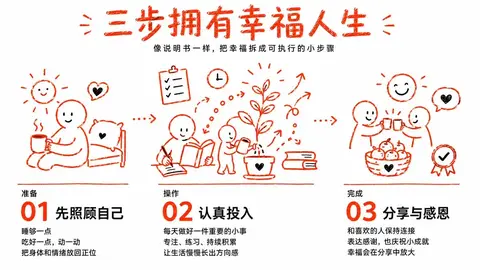 三步拥有幸福人生
像说明书一样，把幸福拆成可执行的小步骤
准备
01 先照顾自己
睡够一点
吃好一点，动一动
把身体和情绪放回正位
操作
02 认真投入
每天做好一件重要的小事
专注、练习、持续积累
让生活慢慢长出方向感
完成
03 分享与感恩
和喜欢的人保持连接
表达感谢，也庆祝小成就
幸福会在分享中放大